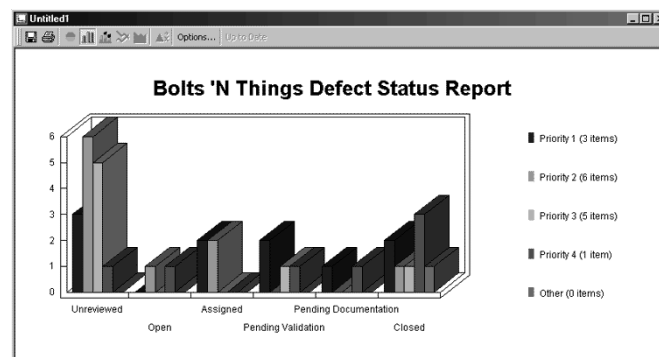 Untitled1
Options... Up to Date
Bolts 'N Things Defect Status Report
6
5
4
3
2
1
0
Unreviewed
Assigned
Pending Documentation
Open
Pending Validation
Closed
Priority 1 (3 items)
Priority 2 (6 items)
Priority 3 (5 items)
Priority 4 (1 item)
Other (0 items)